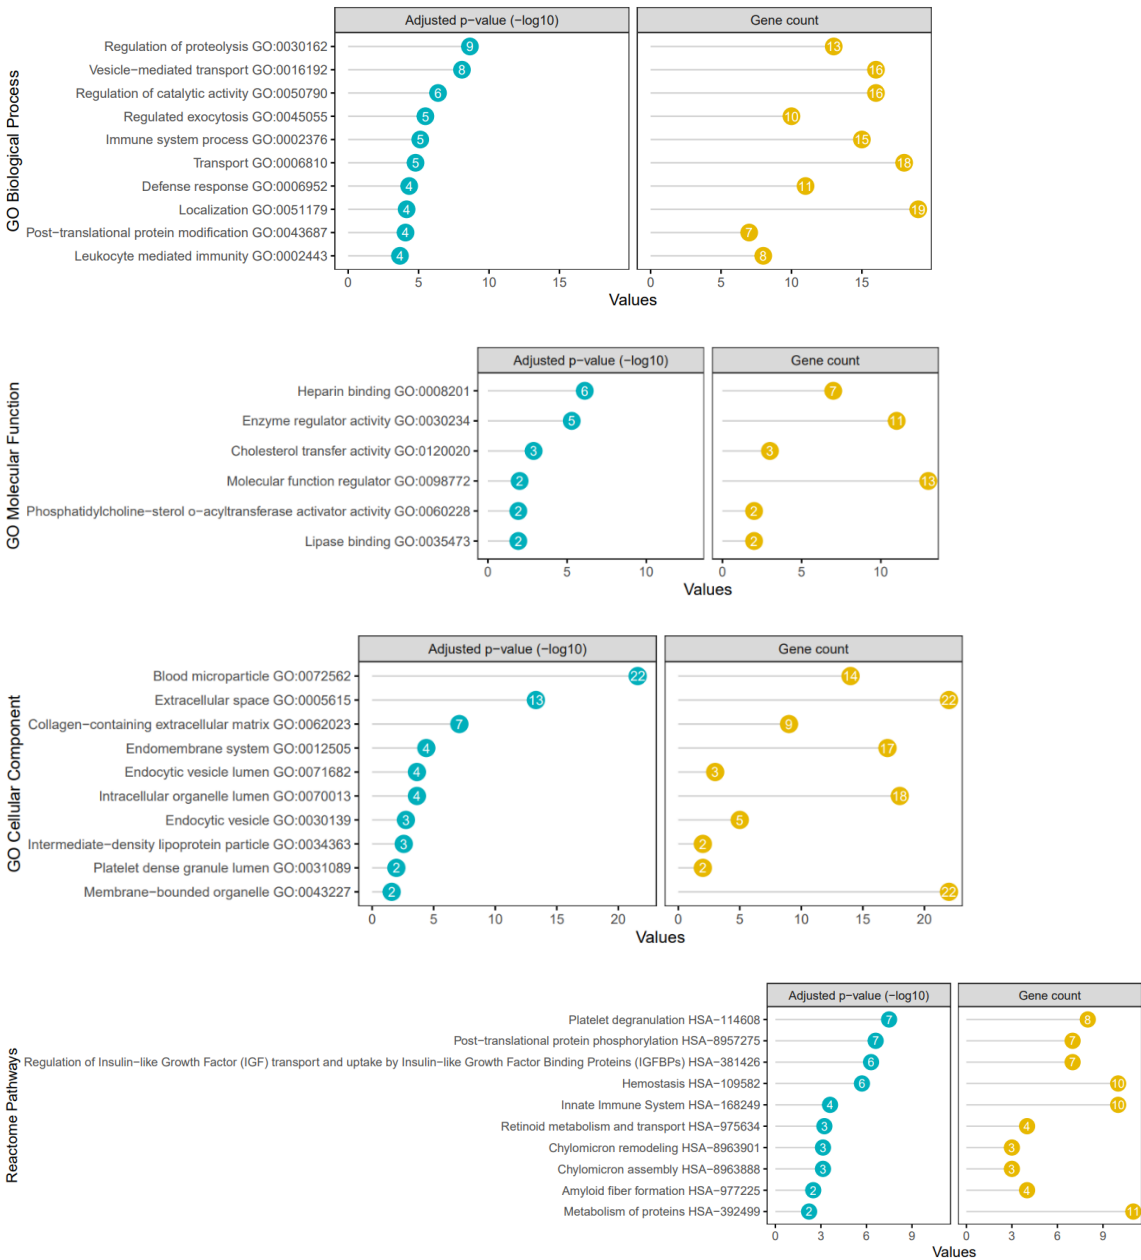 Adjusted p−value (−log10) Gene count
GO Biological Process
Regulation of proteolysis GO:0030162 9 13
Vesicle−mediated transport GO:0016192 8 16
Regulation of catalytic activity GO:0050790 6 16
Regulated exocytosis GO:0045055 5 10
Immune system process GO:0002376 5 15
Transport GO:0006810 5 18
Defense response GO:0006952 4 11
Localization GO:0051179 4 19
Post−translational protein modification GO:0043687 4 7
Leukocyte mediated immunity GO:0002443 4 8
0 5 10 15 0 5 10 15
Values
Adjusted p−value (−log10) Gene count
GO Molecular Function
Heparin binding GO:0008201 6 7
Enzyme regulator activity GO:0030234 5 11
Cholesterol transfer activity GO:0120020 3 3
Molecular function regulator GO:0098772 2 13
Phosphatidylcholine−sterol o−acyltransferase activator activity GO:0060228 2 2
Lipase binding GO:0035473 2 2
0 5 10 0 5 10
Values
Adjusted p−value (−log10) Gene count
GO Cellular Component
Blood microparticle GO:0072562 22 14
Extracellular space GO:0005615 13 22
Collagen−containing extracellular matrix GO:0062023 7 9
Endomembrane system GO:0012505 4 17
Endocytic vesicle lumen GO:0071682 4 3
Intracellular organelle lumen GO:0070013 4 18
Endocytic vesicle GO:0030139 3 5
Intermediate−density lipoprotein particle GO:0034363 3 2
Platelet dense granule lumen GO:0031089 2 2
Membrane−bounded organelle GO:0043227 2 22
0 5 10 15 20 0 5 10 15 20
Values
Adjusted p−value (−log10) Gene count
Reactome Pathways
Platelet degranulation HSA−114608 7 8
Post−translational protein phosphorylation HSA−8957275 7 7
Regulation of Insulin−like Growth Factor (IGF) transport and uptake by Insulin−like Growth Factor Binding Proteins (IGFBPs) HSA−381426 6 7
Hemostasis HSA−109582 6 10
Innate Immune System HSA−168249 4 10
Retinoid metabolism and transport HSA−975634 3 4
Chylomicron remodeling HSA−8963901 3 3
Chylomicron assembly HSA−8963888 3 3
Amyloid fiber formation HSA−977225 2 4
Metabolism of proteins HSA−392499 2 11
0 3 6 9 0 3 6 9
Values